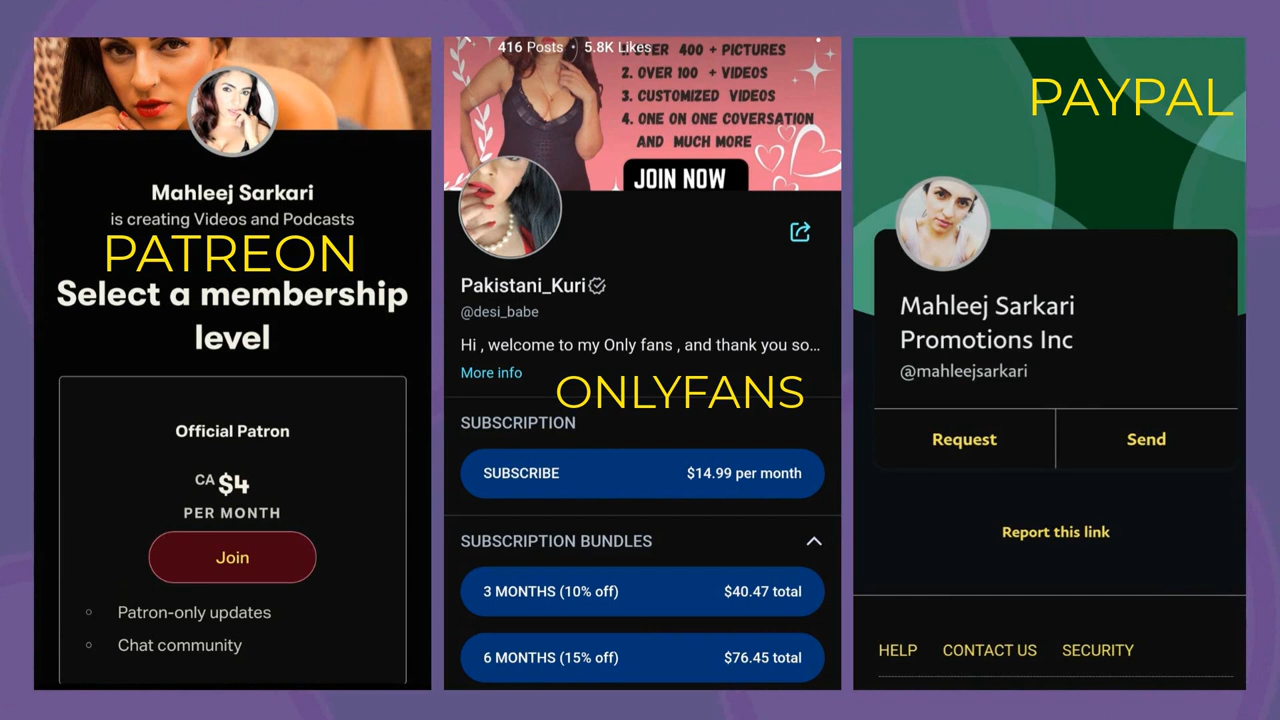 Mahleej Sarkari
is creating Videos and Podcasts
PATREON
Select a membership
level
Official Patron
CA $4
PER MONTH
Join
Patron-only updates
Chat community
416 Posts • 5.8K Likes
OVER 400 + PICTURES
2. OVER 100 + VIDEOS
3. CUSTOMIZED VIDEOS
4. ONE ON ONE COVERSATION
AND MUCH MORE
JOIN NOW
Pakistani_Kuri
@desi_babe
Hi , welcome to my Only fans , and thank you so...
More info
ONLYFANS
SUBSCRIPTION
SUBSCRIBE $14.99 per month
SUBSCRIPTION BUNDLES
3 MONTHS (10% off) $40.47 total
6 MONTHS (15% off) $76.45 total
PAYPAL
Mahleej Sarkari
Promotions Inc
@mahleejsarkari
Request Send
Report this link
HELP CONTACT US SECURITY